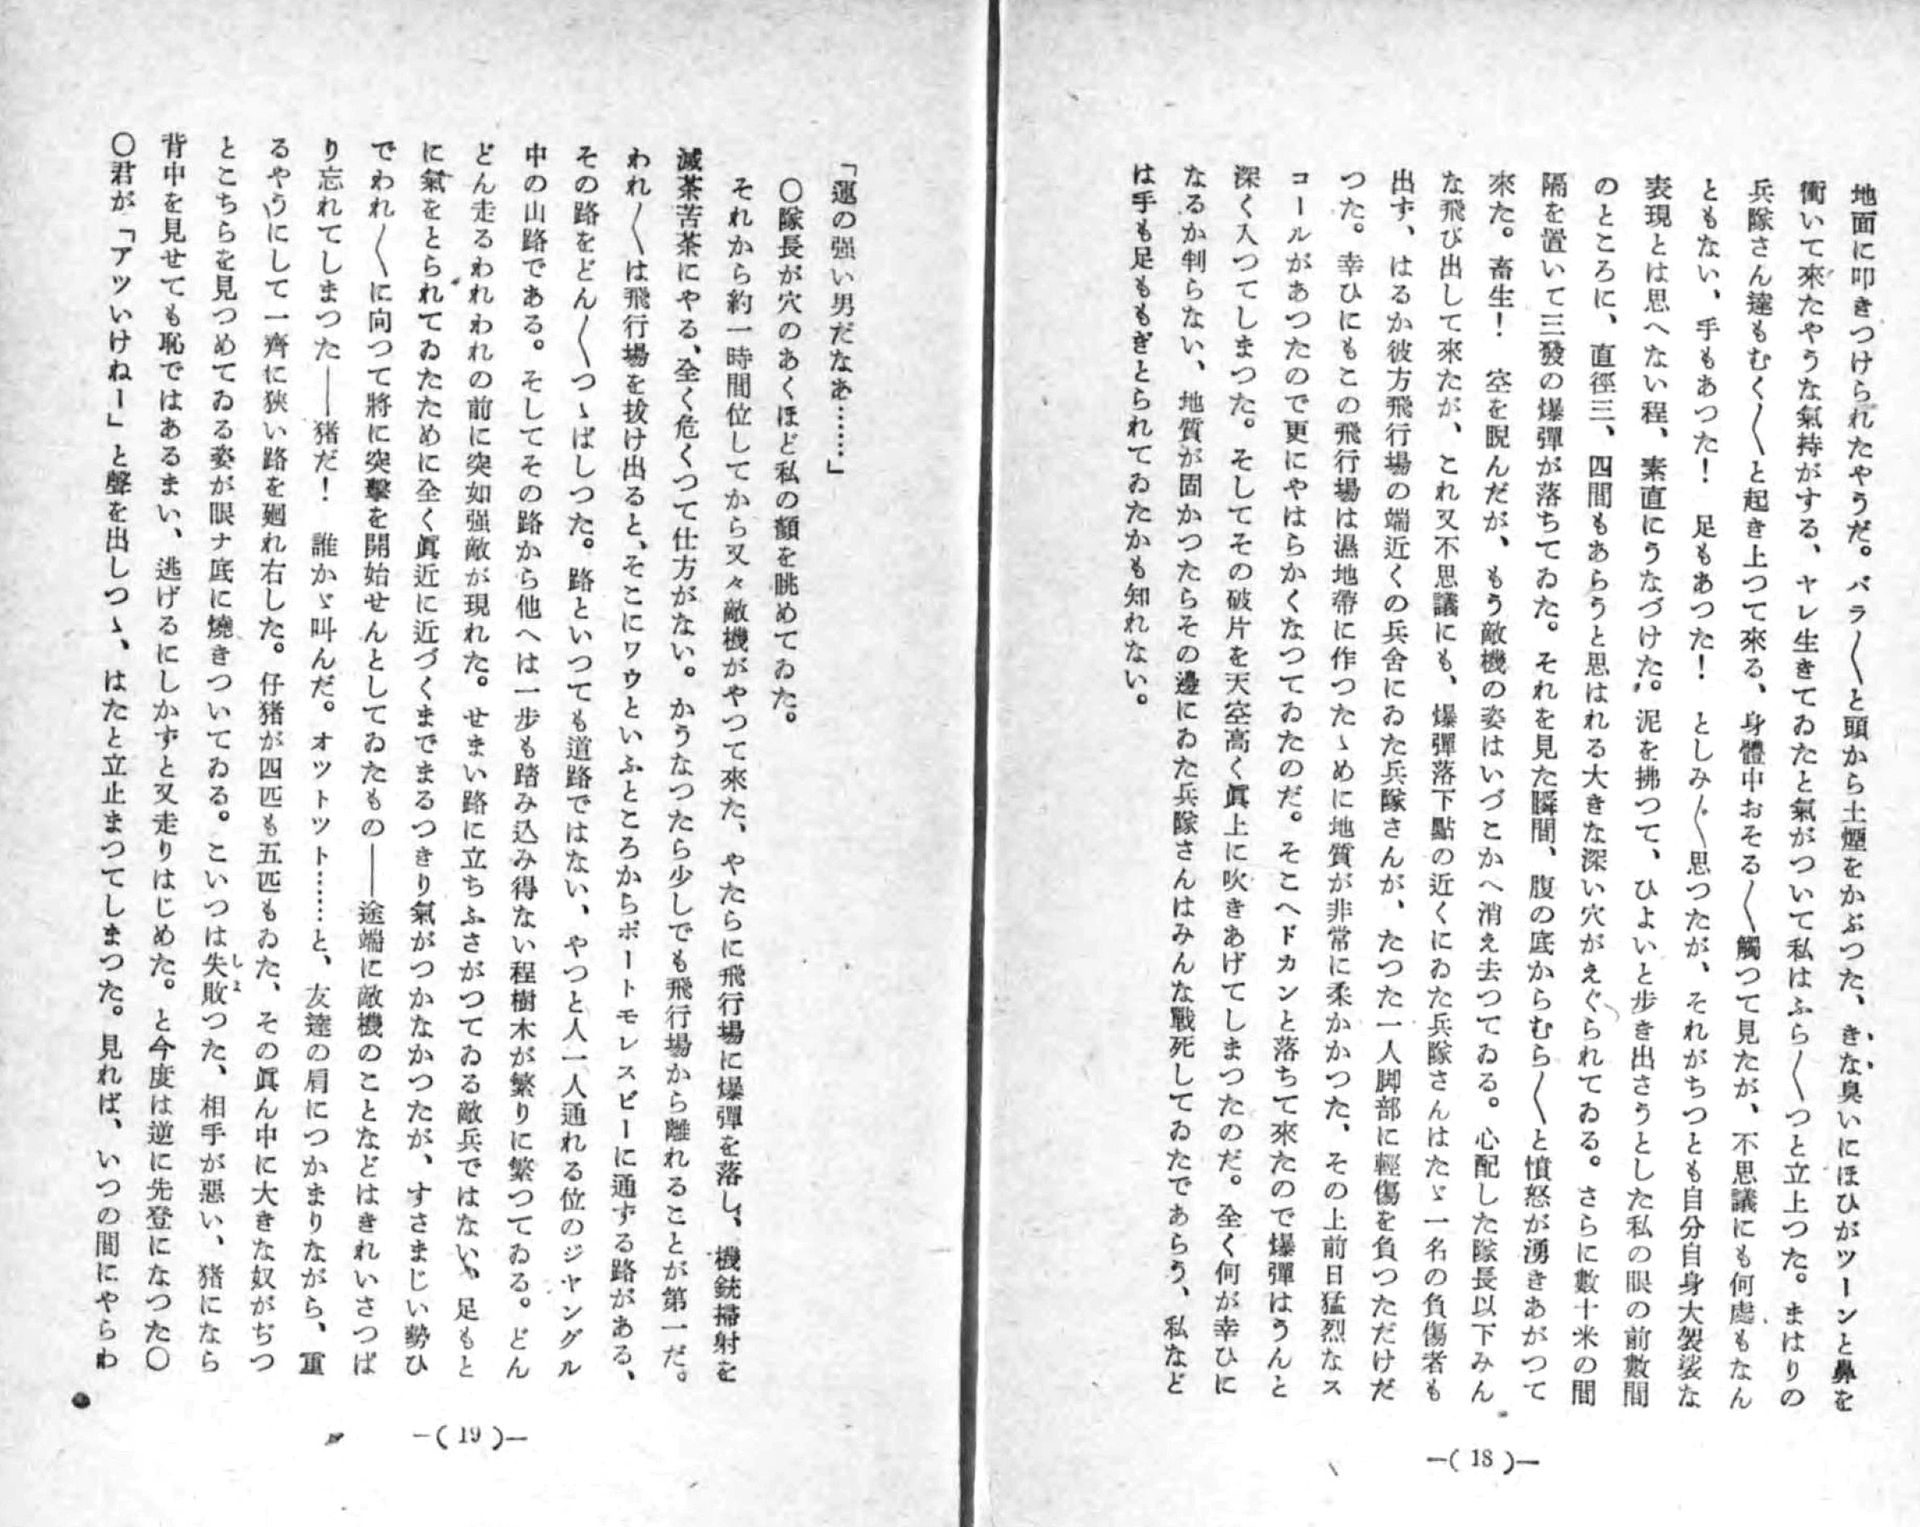 地面に叩きつけられたやうだ。バラ〳〵と頭から土煙をかぶつた、きな臭いにほひがツーンと鼻を
衝いて來たやうな氣持がする、ヤレ生きてゐたと氣がついて私はふら〳〵つと立上つた。まはりの
兵隊さん達もむく〳〵と起き上つて來る、身體中おそる〳〵觸つて見たが、不思議にも何處もなん
ともない、手もあつた！　足もあつた！　としみ〴〵思つたが、それがちつとも自分自身大袈裟な
表現とは思へない程、素直にうなづけた。泥を拂つて、ひよいと歩き出さうとした私の眼の前數間
のところに、直徑三、四間もあらうと思はれる大きな深い穴がえぐられてゐる。さらに數十米の間
隔を置いて三發の爆彈が落ちてゐた。それを見た瞬間、腹の底からむら〳〵と憤怒が湧きあがつて
來た。畜生！　空を睨んだが、もう敵機の姿はいづこかへ消え去つてゐる。心配した隊長以下みん
な飛び出して來たが、これ又不思議にも、爆彈落下點の近くにゐた兵隊さんはたゞ一名の負傷者も
出す、はるか彼方飛行場の端近くの兵舍にゐた兵隊さんが、たつた一人脚部に輕傷を負つただけだ
つた。幸ひにもこの飛行場は濕地帶に作つたゝめに地質が非常に柔かかつた、その上前日猛烈なス
コールがあつたので更にやはらかくなつてゐたのだ。そこへドカンと落ちて來たので爆彈はうんと
深く入つてしまつた。そしてその破片を天空高く眞上に吹きあげてしまつたのだ。全く何が幸ひに
なるか判らない、地質が固かつたらその邊にゐた兵隊さんはみんな戰死してゐたであらう、私など
は手も足ももぎとられてゐたかも知れない。
—( 18 )—
「運の强い男だなあ……」
〇隊長が穴のあくほど私の顏を眺めてゐた。
それから約一時間位してから又々敵機がやつて來た、やたらに飛行場に爆彈を落し、機銃掃射を
滅茶苦茶にやる、全く危くつて仕方がない。かうなつたら少しでも飛行場から離れることが第一だ。
われ〳〵は飛行場を拔け出ると、そこにワウといふところからポートモレスビーに通ずる路がある、
その路をどん〳〵つゝばしつた。路といつても道路ではない、やつと人一人通れる位のジヤングル
中の山路である。そしてその路から他へは一步も踏み込み得ない程樹木が繁りに繁つてゐる。どん
どん走るわれわれの前に突如强敵が現れた。せまい路に立ちふさがつてゐる敵兵ではない、足もと
に氣をとられてゐたために全く眞近に近づくまでまるつきり氣がつかなかつたが、すさまじい勢ひ
でわれ〳〵に向つて將に突擊を開始せんとしてゐたもの——途端に敵機のことなどはきれいさつぱ
り忘れてしまつた——猪だ！　誰かゞ叫んだ。オツトツト……と、友達の肩につかまりながら、重
るやうにして一齊に狹い路を廻れ右した。仔猪が四匹も五匹もゐた、その眞ん中に大きな奴がぢつ
とこちらを見つめてゐる姿が眼ナ底に燒きついてゐる。こいつは失敗つた、相手が惡い、猪になら
背中を見せても恥ではあるまい、逃げるにしかずと又走りはじめた。と今度は逆に先登になつた〇
〇君が「アツいけねー」と聲を出しつゝ、はたと立止まつてしまつた。見れば、いつの間にやらわ
—( 19 )—